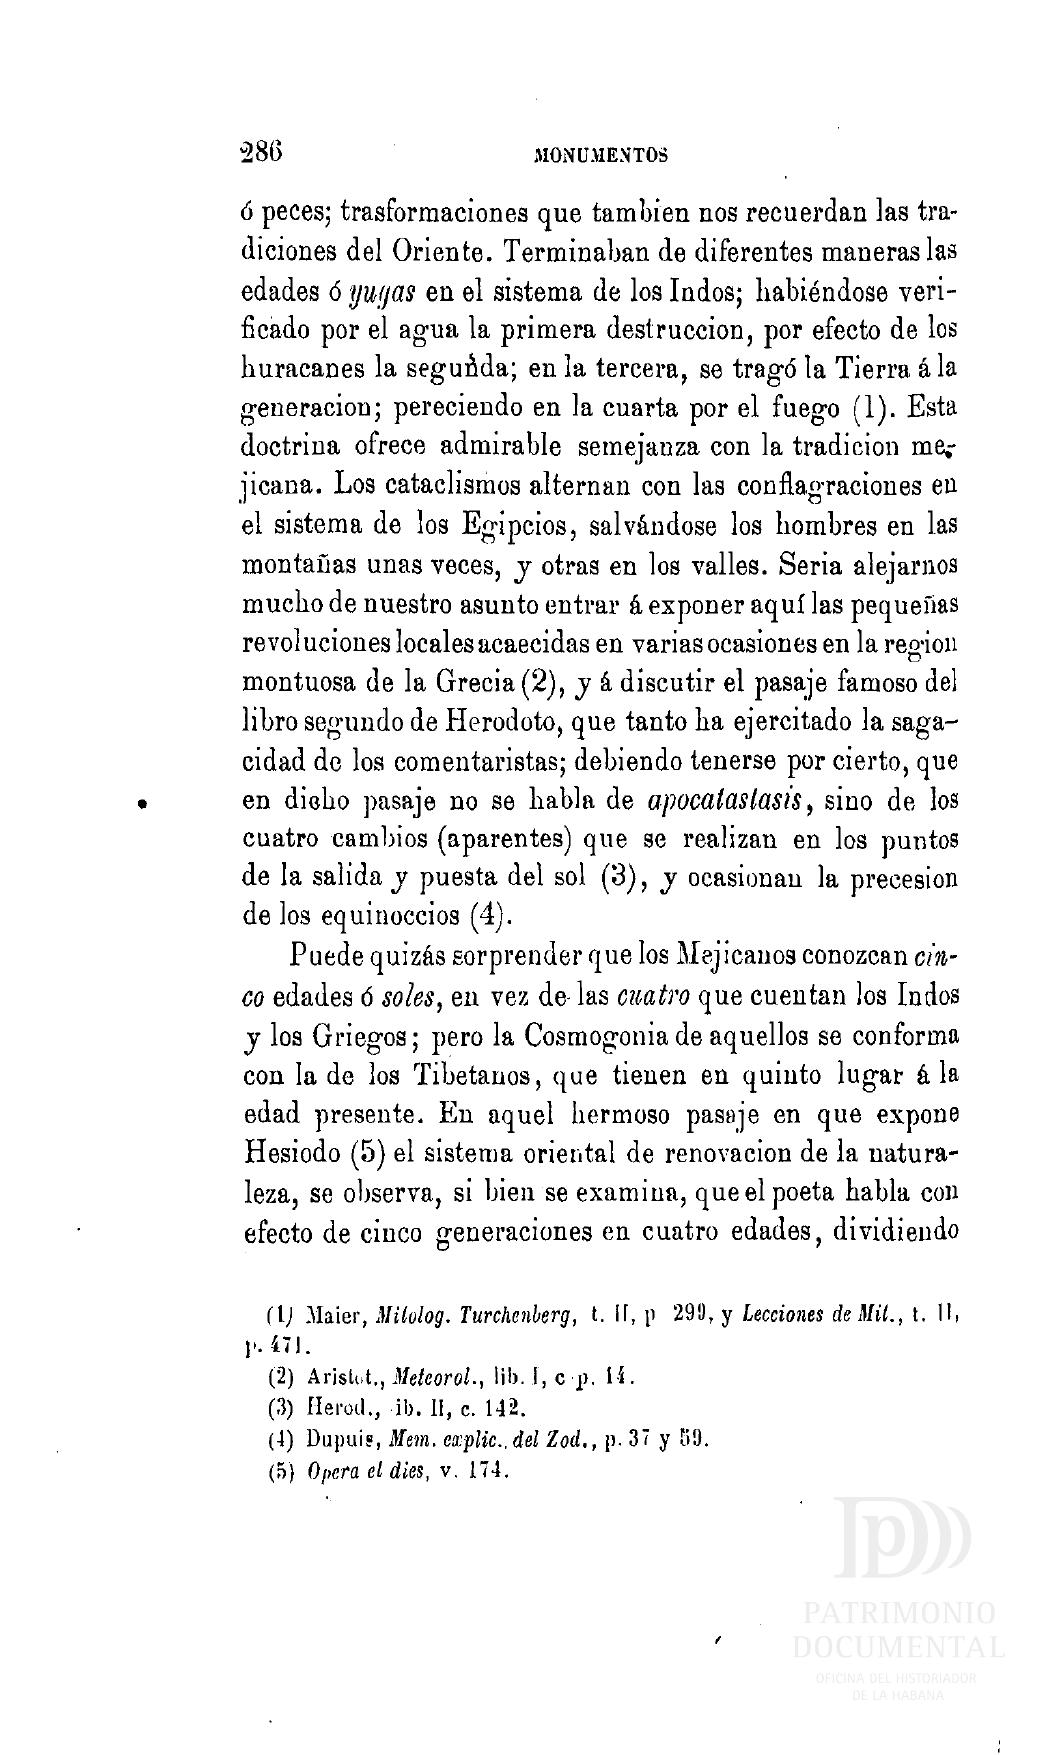 286 MONUMENTOS
ó peces; trasformaciones que tambien nos recuerdan las tra-
diciones del Oriente. Terminaban de diferentes maneras las
edades ó yugas en el sistema de los Indos; habiéndose veri-
ficado por el agua la primera destruccion, por efecto de los
huracanes la segunda; en la tercera, se tragó la Tierra á la
generacion; pereciendo en la cuarta por el fuego (1). Esta
doctrina ofrece admirable semejanza con la tradicion me-
jicana. Los cataclismos alternan con las conflagraciones en
el sistema de los Egipcios, salvándose los hombres en las
montañas unas veces, y otras en los valles. Seria alejarnos
mucho de nuestro asunto entrar á exponer aquí las pequeñas
revoluciones locales acaecidas en varias ocasiones en la region
montuosa de la Grecia (2), y á discutir el pasaje famoso del
libro segundo de Herodoto, que tanto ha ejercitado la saga-
cidad de los comentaristas; debiendo tenerse por cierto, que
en dicho pasaje no se habla de apocatastasis, sino de los
cuatro cambios (aparentes) que se realizan en los puntos
de la salida y puesta del sol (3), y ocasionan la precesion
de los equinoccios (4).
Puede quizás sorprender que los Mejicanos conozcan cin-
co edades ó soles, en vez de las cuatro que cuentan los Indos
y los Griegos; pero la Cosmogonia de aquellos se conforma
con la de los Tibetanos, que tienen en quinto lugar á la
edad presente. En aquel hermoso pasaje en que expone
Hesiodo (5) el sistema oriental de renovacion de la natura-
leza, se observa, si bien se examina, que el poeta habla con
efecto de cinco generaciones en cuatro edades, dividiendo
(1) Maier, Mitolog. Turchenberg, t. II, p 299, y Lecciones de Mit., t. II,
p. 471.
(2) Aristot., Meteorol., lib. I, c p. 14.
(3) Herod., ib. II, c. 142.
(4) Dupuis, Mem. explic. del Zod., p. 37 y 59.
(5) Opera el dies, v. 174.
PATRIMONIO
DOCUMENTAL
OFICINA DEL HISTORIADOR
DE LA HABANA